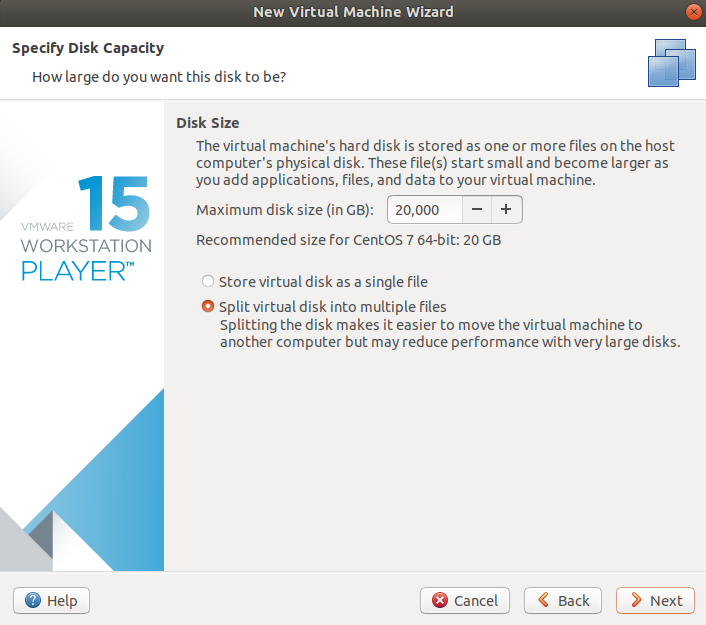 New Virtual Machine Wizard
Specify Disk Capacity
How large do you want this disk to be?
Disk Size
The virtual machine's hard disk is stored as one or more files on the host
computer's physical disk. These file(s) start small and become larger as
you add applications, files, and data to your virtual machine.
Maximum disk size (in GB): 20,000 − +
Recommended size for CentOS 7 64-bit: 20 GB
Store virtual disk as a single file
Split virtual disk into multiple files
Splitting the disk makes it easier to move the virtual machine to
another computer but may reduce performance with very large disks.
15
VMWARE
WORKSTATION
PLAYER™
Help
Cancel
Back
Next